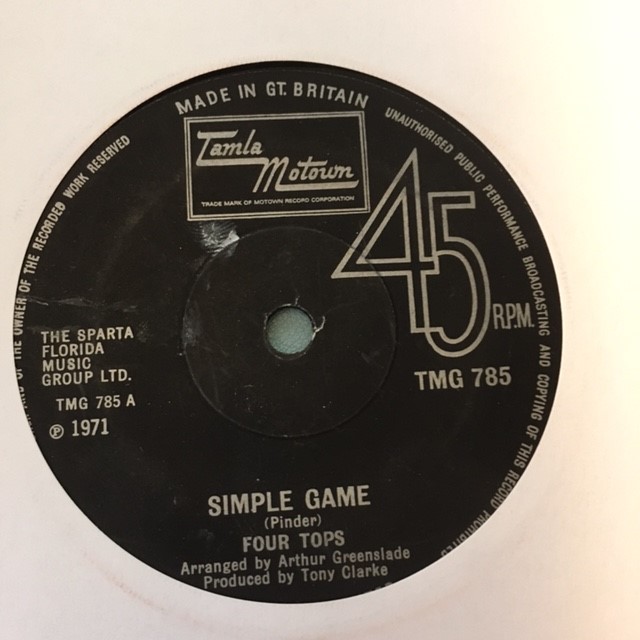 MADE IN GT. BRITAIN
UNAUTHORISED PUBLIC PERFORMANCE BROADCASTING AND COPYING OF THIS RECORD PROHIBITED
OF THE OWNER OF THE RECORDED WORK RESERVED
Tamla
Motown
TRADE MARK OF MOTOWN RECORD CORPORATION
45
R.P.M.
TMG 785
THE SPARTA
FLORIDA
MUSIC
GROUP LTD.
TMG 785 A
℗ 1971
SIMPLE GAME
(Pinder)
FOUR TOPS
Arranged by Arthur Greenslade
Produced by Tony Clarke